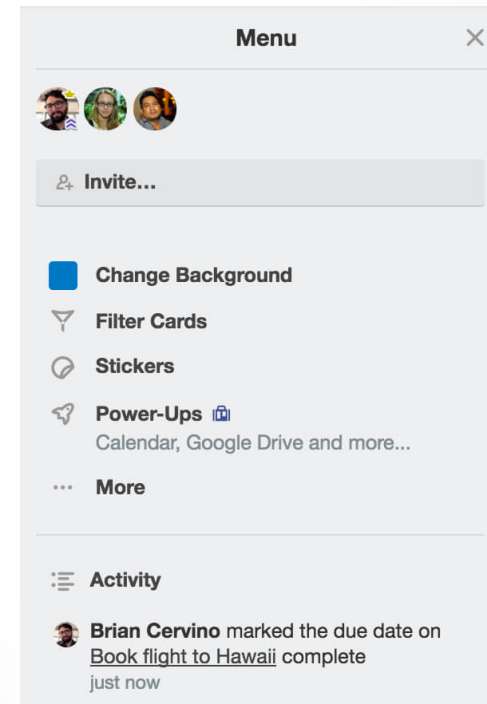 Menu
Invite...
Change Background
Filter Cards
Stickers
Power-Ups
Calendar, Google Drive and more...
More
Activity
Brian Cervino marked the due date on
Book flight to Hawaii complete
just now